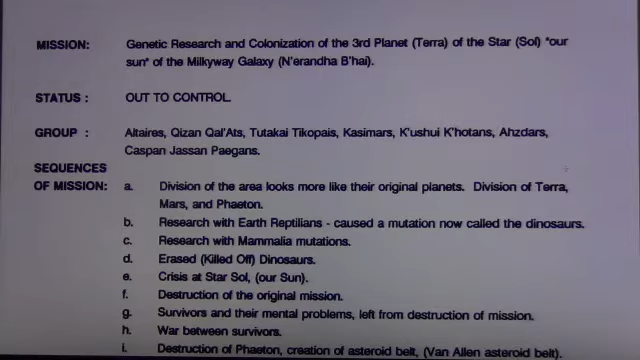 MISSION: Genetic Research and Colonization of the 3rd Planet (Terra) of the Star (Sol) "our
sun" of the Milkyway Galaxy (N'erandha B'hai).
STATUS : OUT TO CONTROL
GROUP : Altaires, Qizan Qal'Ats, Tutakai Tikopais, Kasimars, K'ushui K'hotans, Ahzdars,
Caspan Jassan Paegans.
SEQUENCES
OF MISSION: a. Division of the area looks more like their original planets. Division of Terra,
Mars, and Phaeton.
b. Research with Earth Reptilians - caused a mutation now called the dinosaurs.
c. Research with Mammalia mutations.
d. Erased (Killed Off) Dinosaurs.
e. Crisis at Star Sol, (our Sun).
f. Destruction of the original mission.
g. Survivors and their mental problems, left from destruction of mission.
h. War between survivors.
i. Destruction of Phaeton, creation of asteroid belt, (Van Allen asteroid belt).